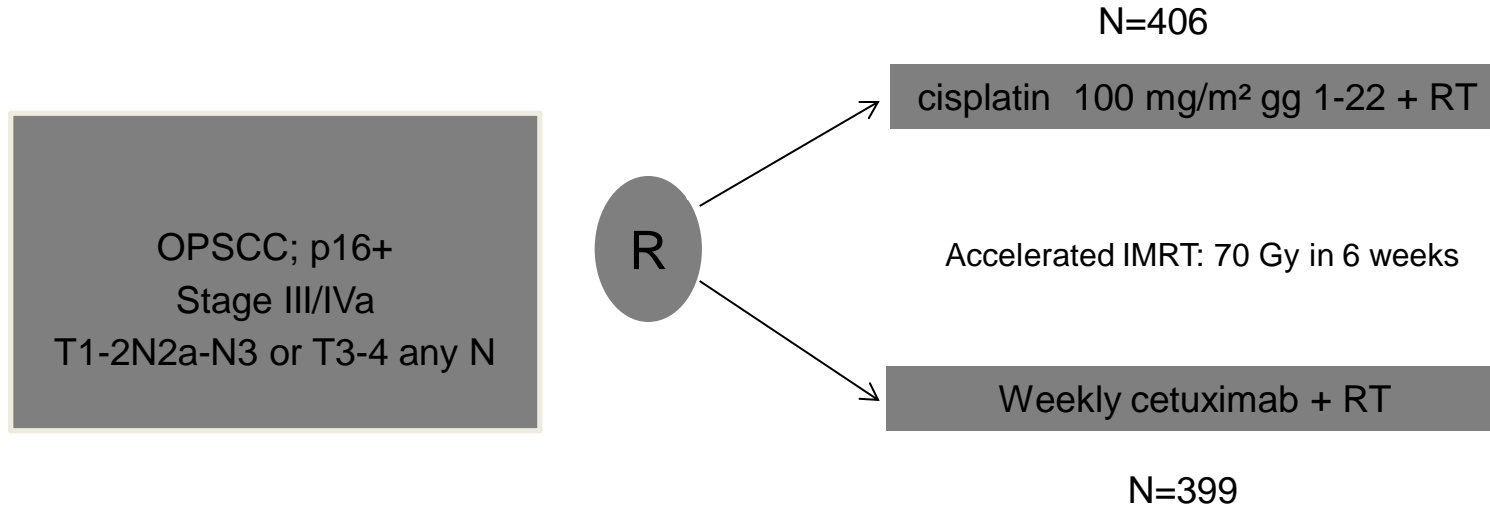 N=406
cisplatin 100 mg/m² gg 1-22 + RT
OPSCC; p16+
Stage III/IVa
T1-2N2a-N3 or T3-4 any N
R
Accelerated IMRT: 70 Gy in 6 weeks
Weekly cetuximab + RT
N=399